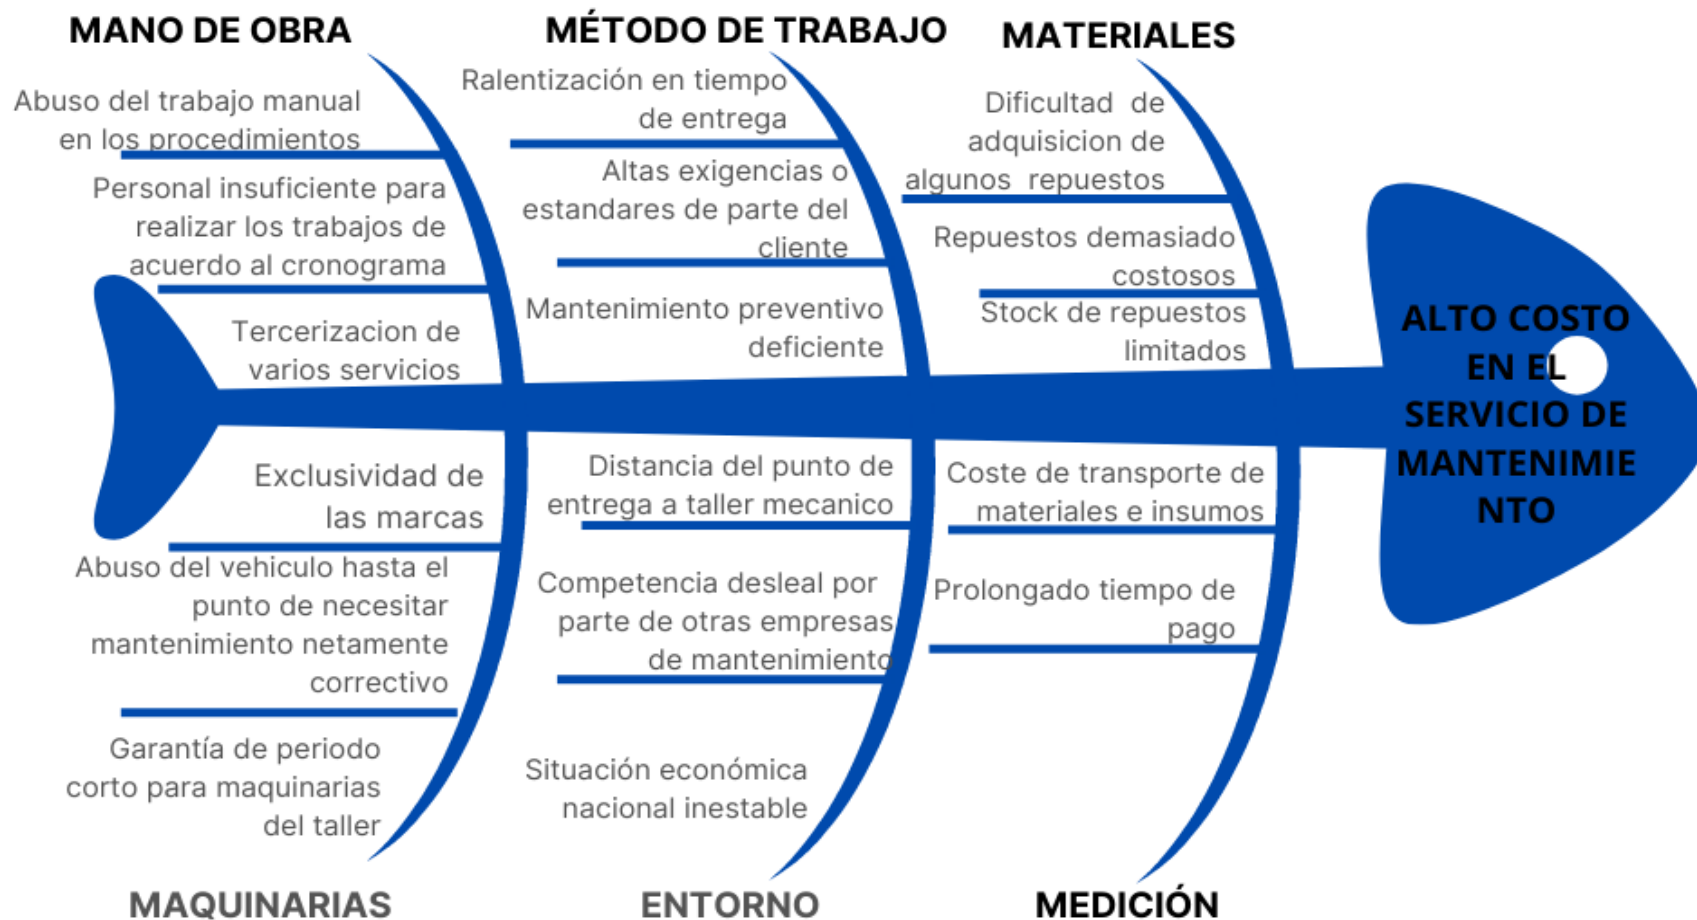 MANO DE OBRA
Abuso del trabajo manual
en los procedimientos
Personal insuficiente para
realizar los trabajos de
acuerdo al cronograma
Tercerizacion de
varios servicios
MÉTODO DE TRABAJO
Ralentización en tiempo
de entrega
Altas exigencias o
estandares de parte del
cliente
Mantenimiento preventivo
deficiente
MATERIALES
Dificultad de
adquisicion de
algunos repuestos
Repuestos demasiado
costosos
Stock de repuestos
limitados
ALTO COSTO
EN EL
SERVICIO DE
MANTENIMIE
NTO
Exclusividad de
las marcas
Abuso del vehiculo hasta el
punto de necesitar
mantenimiento netamente
correctivo
Garantía de periodo
corto para maquinarias
del taller
MAQUINARIAS
Distancia del punto de
entrega a taller mecanico
Competencia desleal por
parte de otras empresas
de mantenimiento
Situación económica
nacional inestable
ENTORNO
Coste de transporte de
materiales e insumos
Prolongado tiempo de
pago
MEDICIÓN